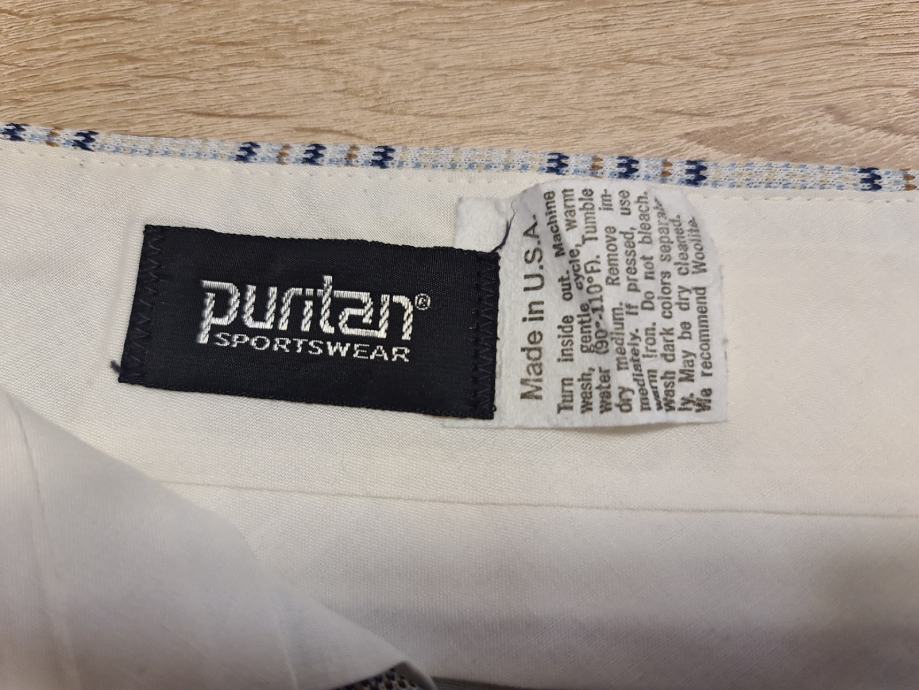 puritan®
SPORTSWEAR
Made in U.S.A.
Turn inside out. Machine
wash, gentle cycle, warm
water (90°-110°F). Tumble
dry medium. Remove im-
mediately. If pressed, use
warm iron. Do not bleach.
Wash dark colors separate-
ly. May be dry cleaned.
We recommend Woolite.